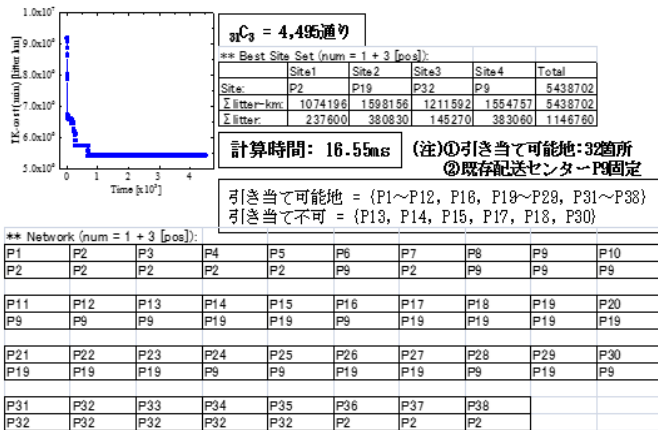 1.0x10⁷
9.0x10⁶
8.0x10⁶
7.0x10⁶
6.0x10⁶
5.0x10⁶
TK-cost(min) [litter km]
0 1 2 3 4
Time [x10³]
₃₁C₃ = 4,495通り
** Best Site Set (num = 1 + 3 [pos]):
Site1 Site2 Site3 Site4 Total
Site: P2 P19 P32 P9 5438702
Σlitter-km: 1074196 1598156 1211592 1554757 5438702
Σlitter: 237600 380830 145270 383060 1146760
計算時間: 16.55ms
(注)①引き当て可能地:32箇所
②既存配送センターP9固定
引き当て可能地 = {P1～P12, P16, P19～P29, P31～P38}
引き当て不可 = {P13, P14, P15, P17, P18, P30}
** Network (num = 1 + 3 [pos]):
P1 P2 P3 P4 P5 P6 P7 P8 P9 P10
P2 P2 P2 P2 P2 P9 P2 P9 P9 P9
P11 P12 P13 P14 P15 P16 P17 P18 P19 P20
P9 P9 P9 P19 P19 P9 P19 P19 P19 P19
P21 P22 P23 P24 P25 P26 P27 P28 P29 P30
P19 P19 P19 P9 P9 P19 P19 P9 P19 P9
P31 P32 P33 P34 P35 P36 P37 P38
P32 P32 P32 P32 P32 P2 P2 P2